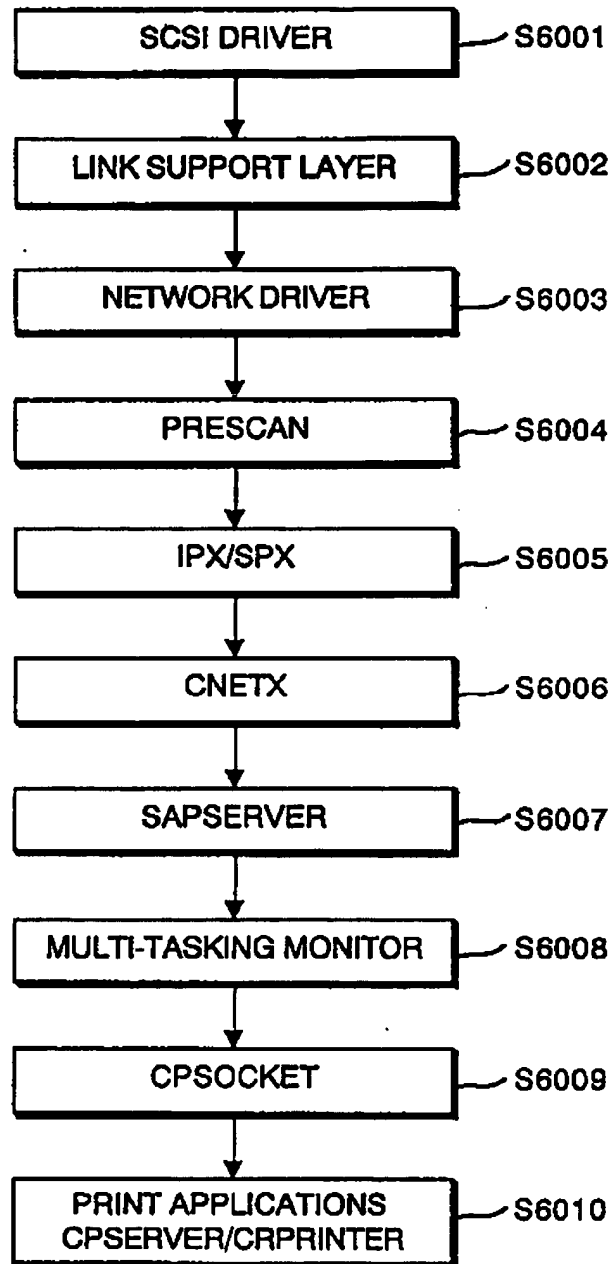 SCSI DRIVER S6001
LINK SUPPORT LAYER S6002
NETWORK DRIVER S6003
PRESCAN S6004
IPX/SPX S6005
CNETX S6006
SAPSERVER S6007
MULTI-TASKING MONITOR S6008
CPSOCKET S6009
PRINT APPLICATIONS
CPSERVER/CRPRINTER S6010